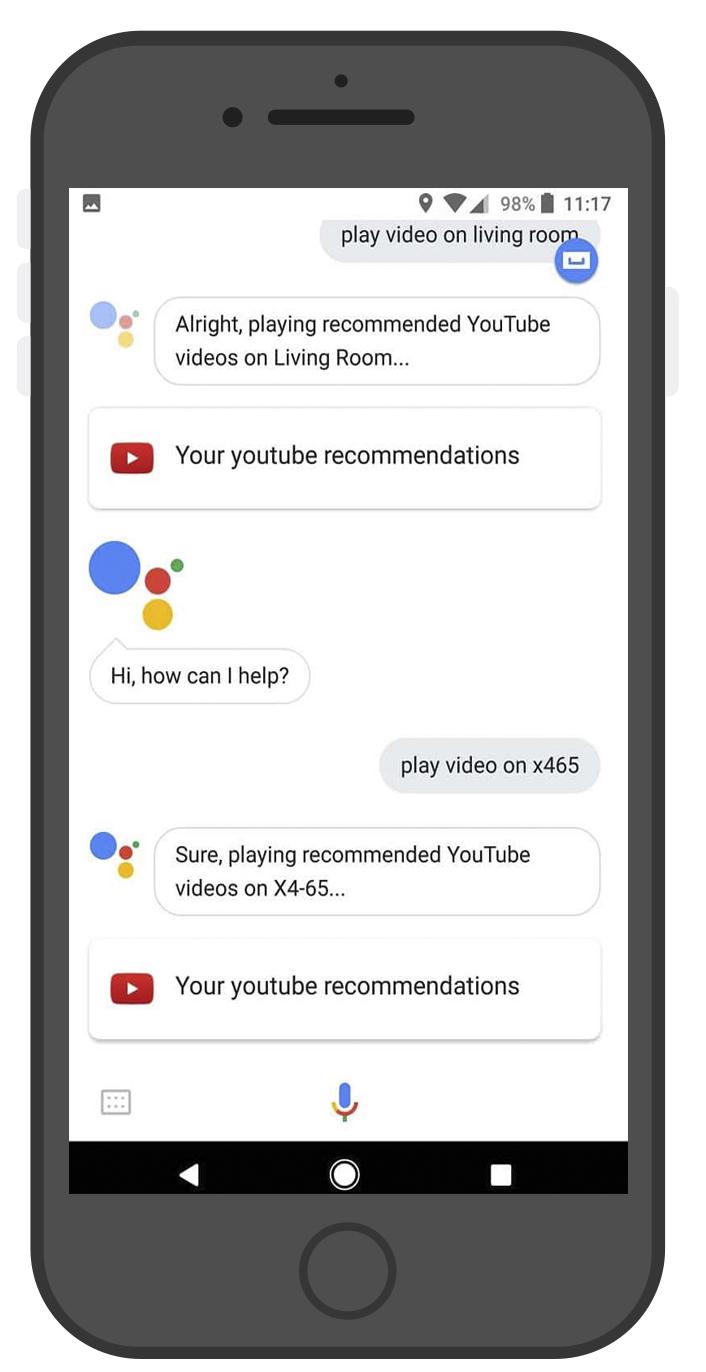 98% 11:17
play video on living room
Alright, playing recommended YouTube
videos on Living Room...
Your youtube recommendations
Hi, how can I help?
play video on x465
Sure, playing recommended YouTube
videos on X4-65...
Your youtube recommendations